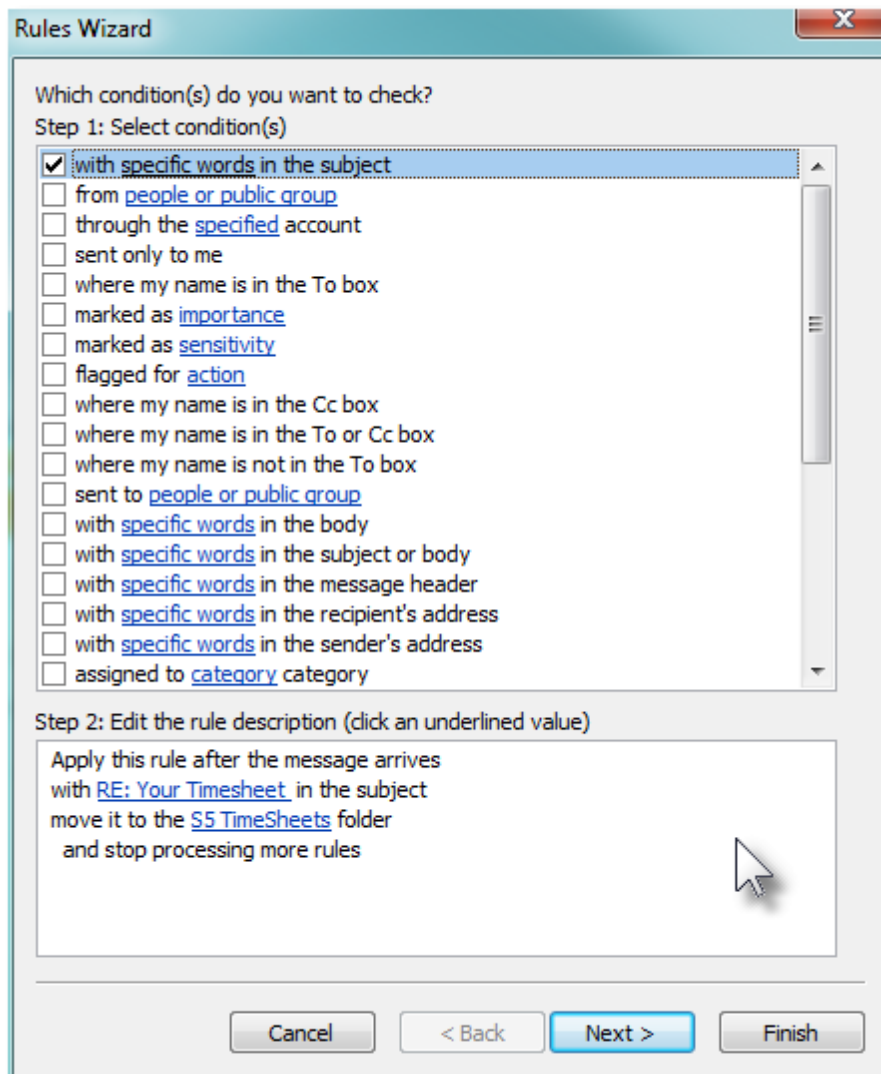 Rules Wizard
Which condition(s) do you want to check?
Step 1: Select condition(s)
with specific words in the subject
from people or public group
through the specified account
sent only to me
where my name is in the To box
marked as importance
marked as sensitivity
flagged for action
where my name is in the Cc box
where my name is in the To or Cc box
where my name is not in the To box
sent to people or public group
with specific words in the body
with specific words in the subject or body
with specific words in the message header
with specific words in the recipient's address
with specific words in the sender's address
assigned to category category
Step 2: Edit the rule description (click an underlined value)
Apply this rule after the message arrives
with RE: Your Timesheet in the subject
move it to the S5 TimeSheets folder
and stop processing more rules
Cancel < Back Next > Finish